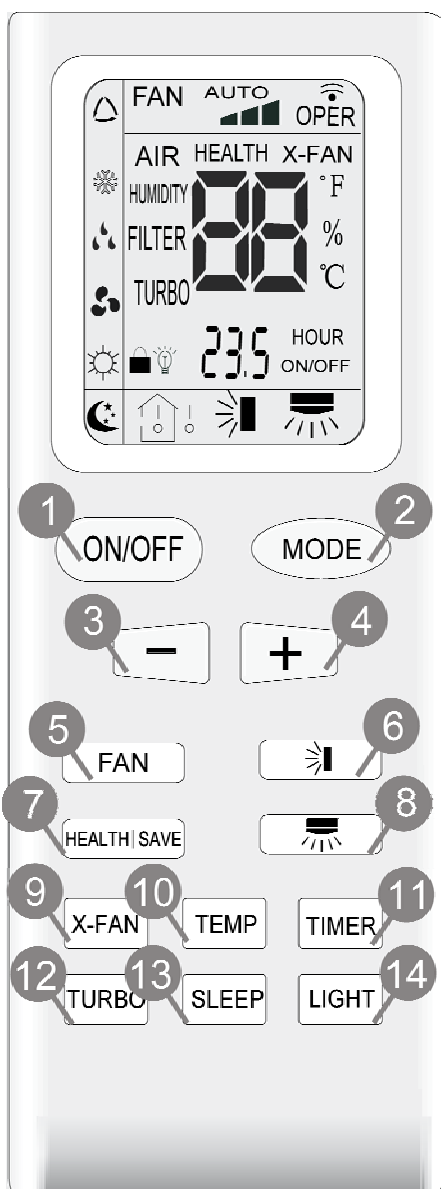 FAN AUTO OPER
AIR HEALTH X-FAN
HUMIDITY 88 °F
FILTER %
TURBO °C
23.5 HOUR
ON/OFF
1 2
ON/OFF MODE
3 4
− +
5 6
FAN
7 8
HEALTH | SAVE
9 10 11
X-FAN TEMP TIMER
12 13 14
TURBO SLEEP LIGHT